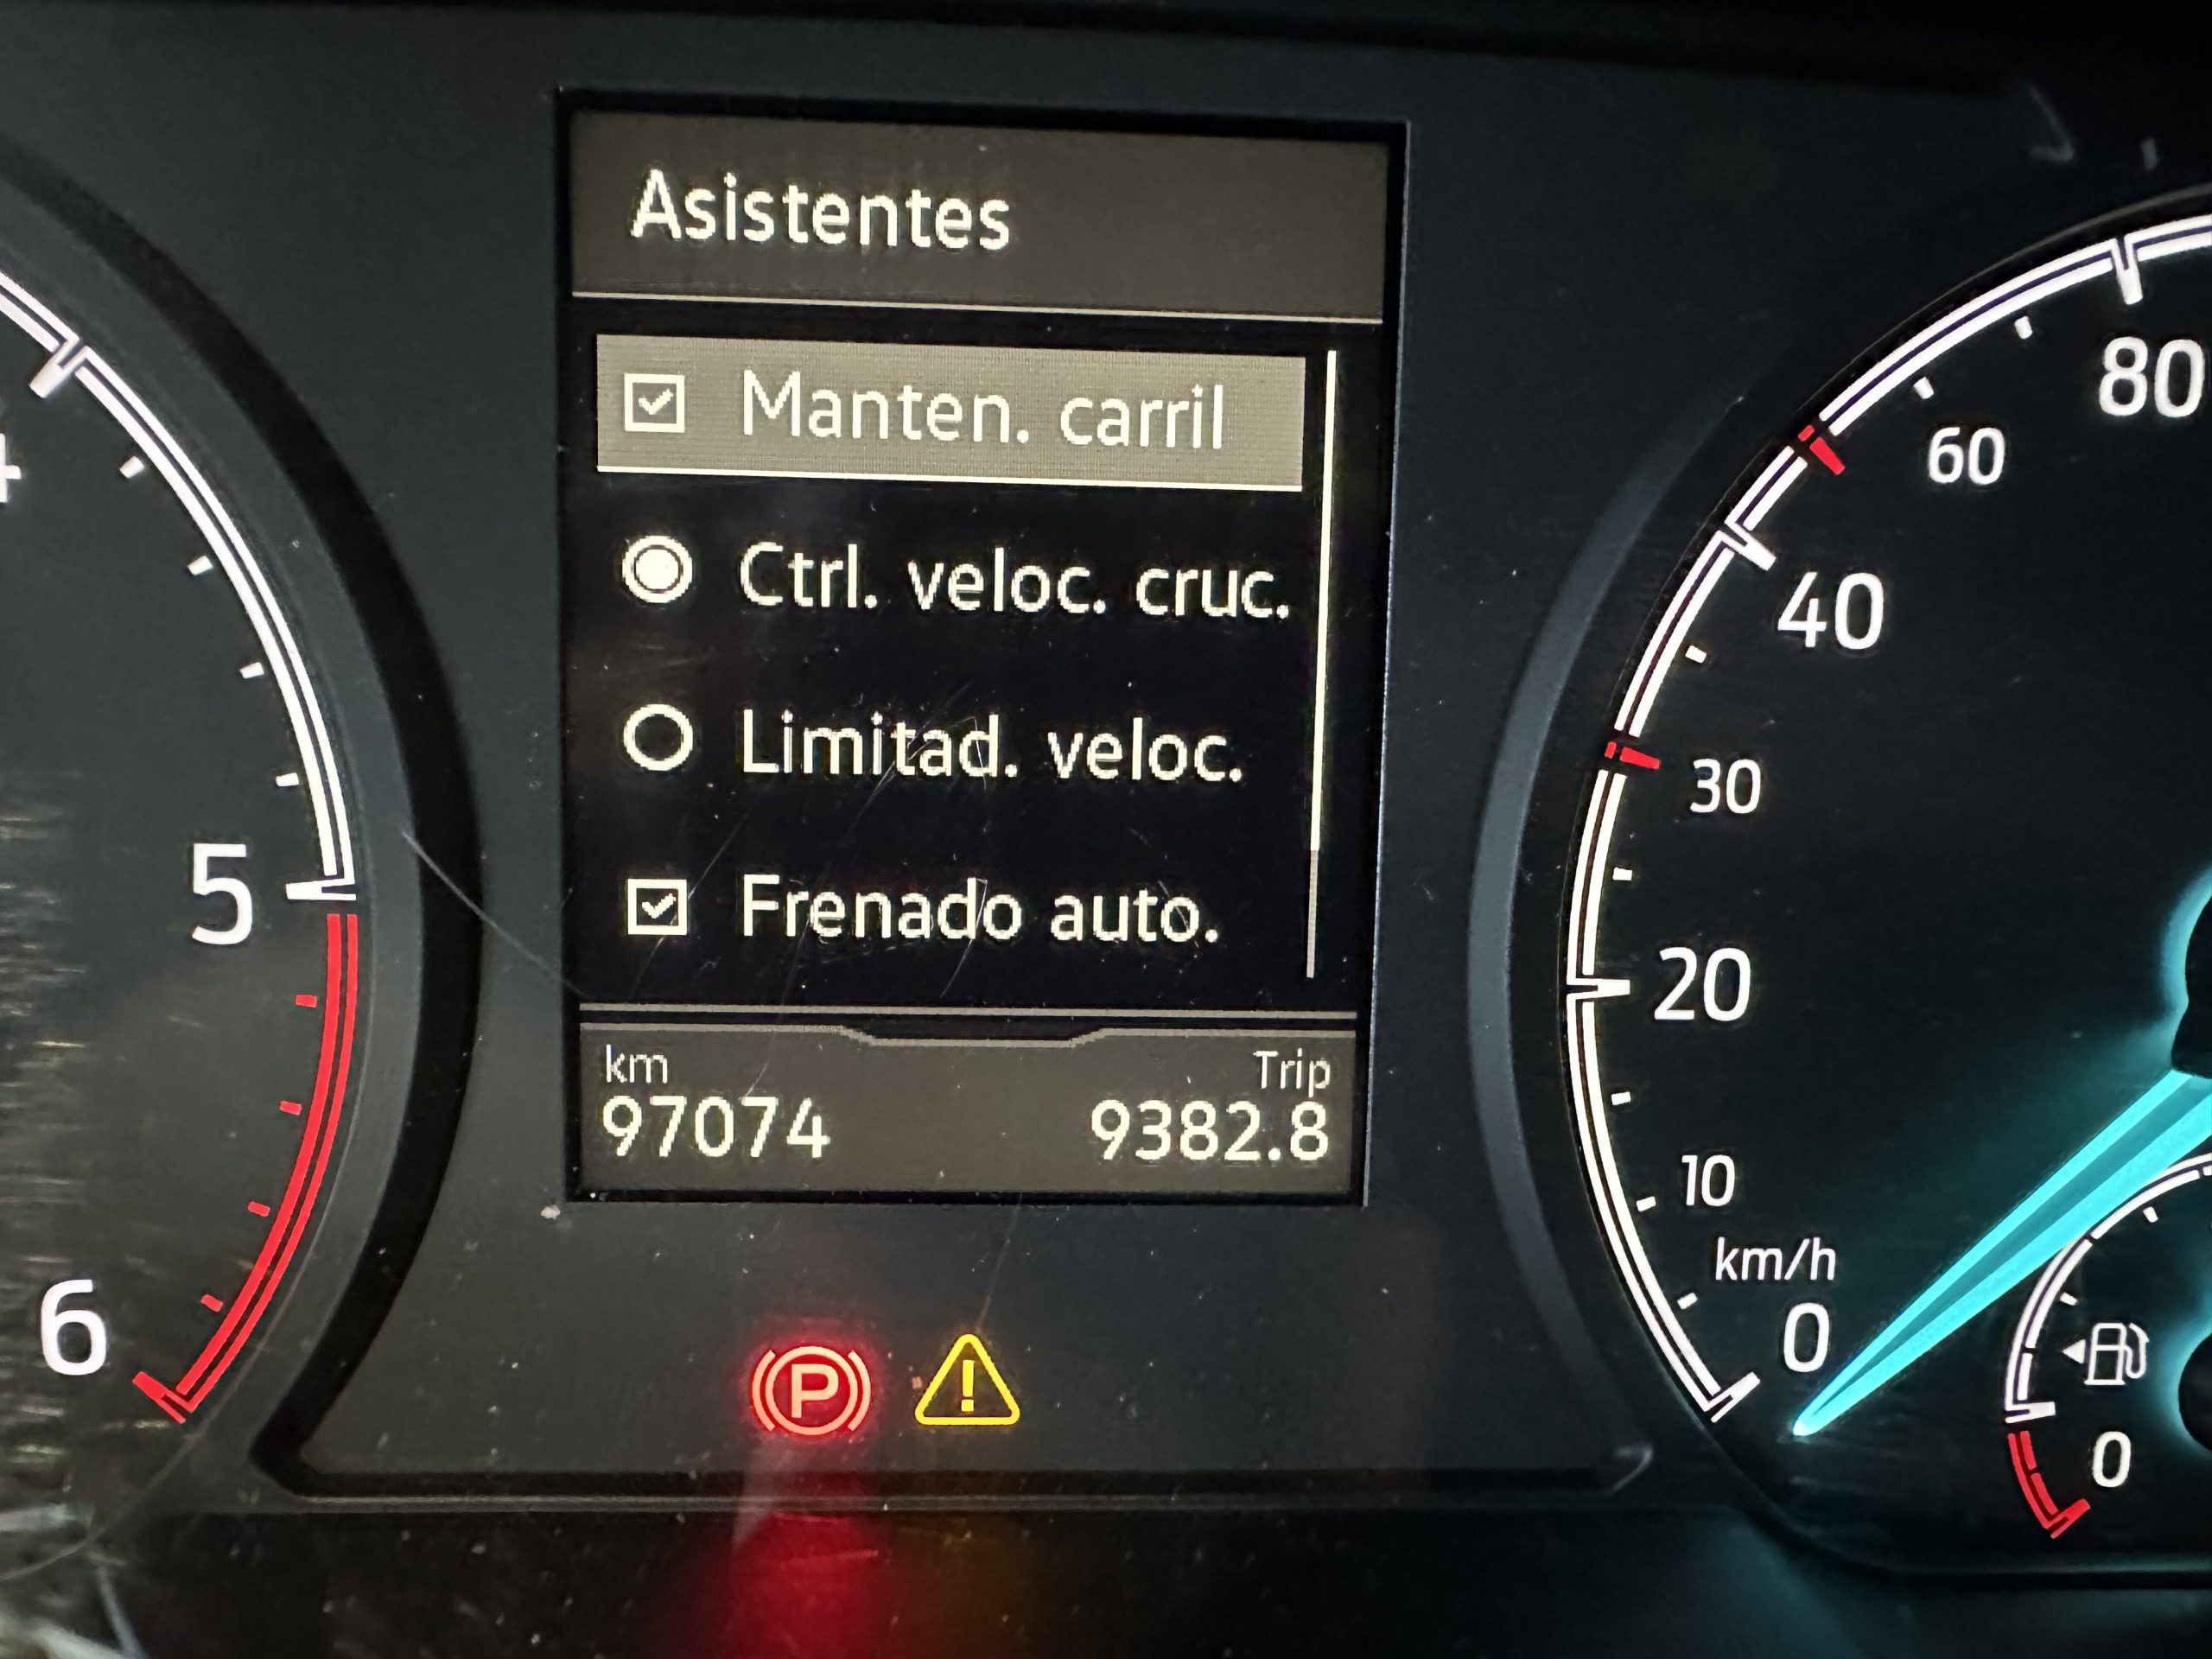 Asistentes
Manten. carril
Ctrl. veloc. cruc.
Limitad. veloc.
Frenado auto.
km Trip
97074 9382.8
5
6
80
60
40
30
20
10
km/h
0
0
P